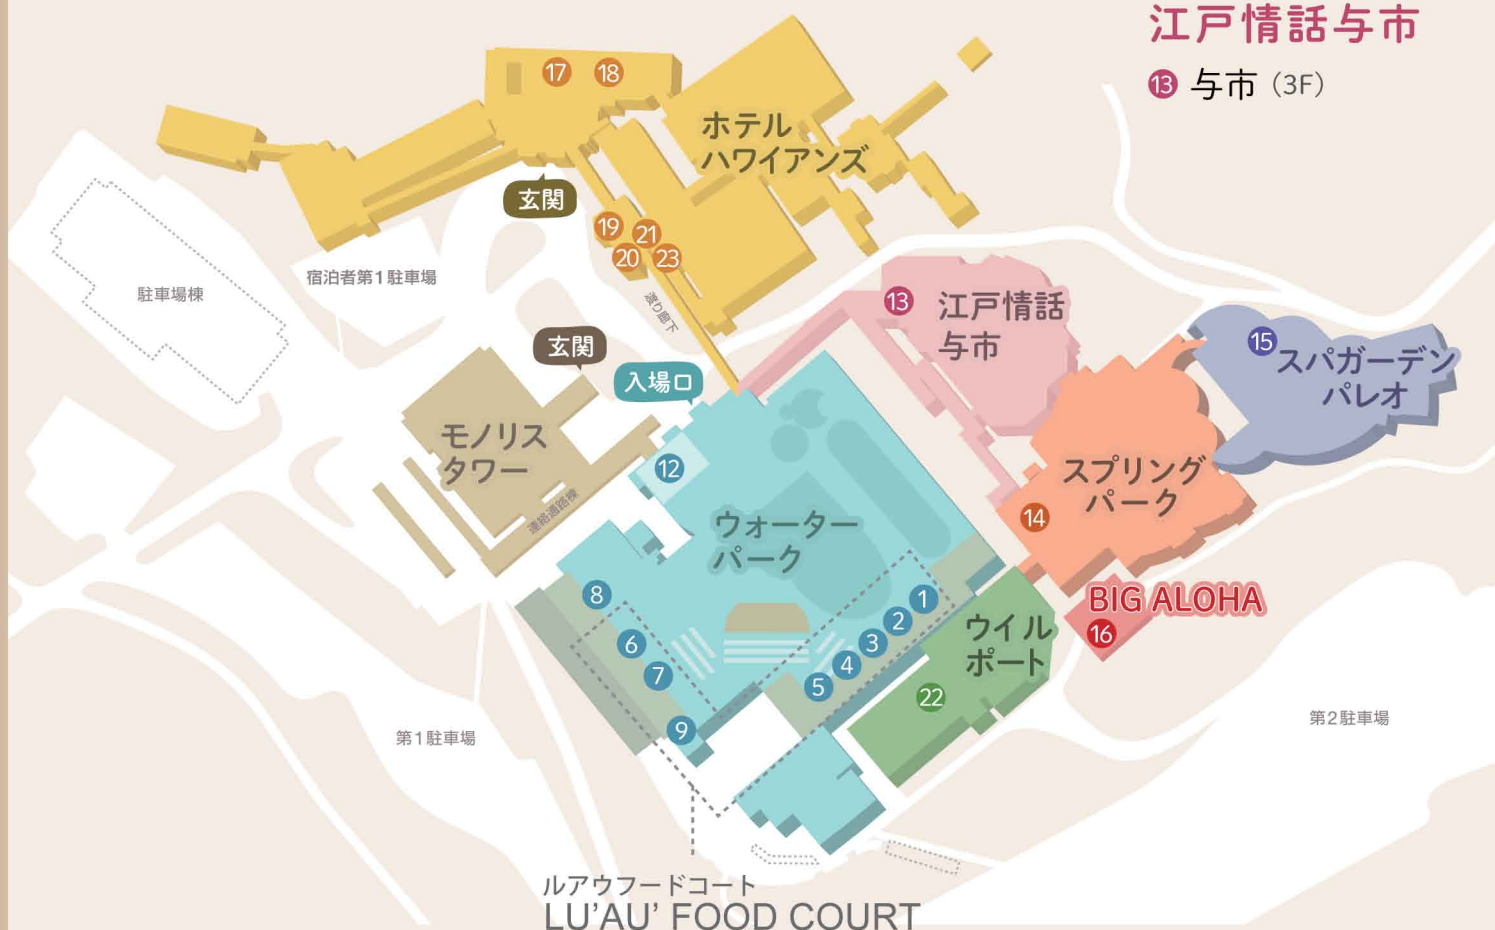 江戸情話与市
13 与市（3F）
17
18
ホテル
ハワイアンズ
玄関
19
21
20
23
宿泊者第1駐車場
駐車場棟
渡り廊下
13
江戸情話
与市
15
スパガーデン
パレオ
玄関
入場口
モノリス
タワー
12
連絡通路棟
スプリング
パーク
14
ウォーター
パーク
BIG ALOHA
16
8
1
2
6
3
ウイル
ポート
7
4
5
22
9
第1駐車場
第2駐車場
ルアウフードコート
LU'AU' FOOD COURT